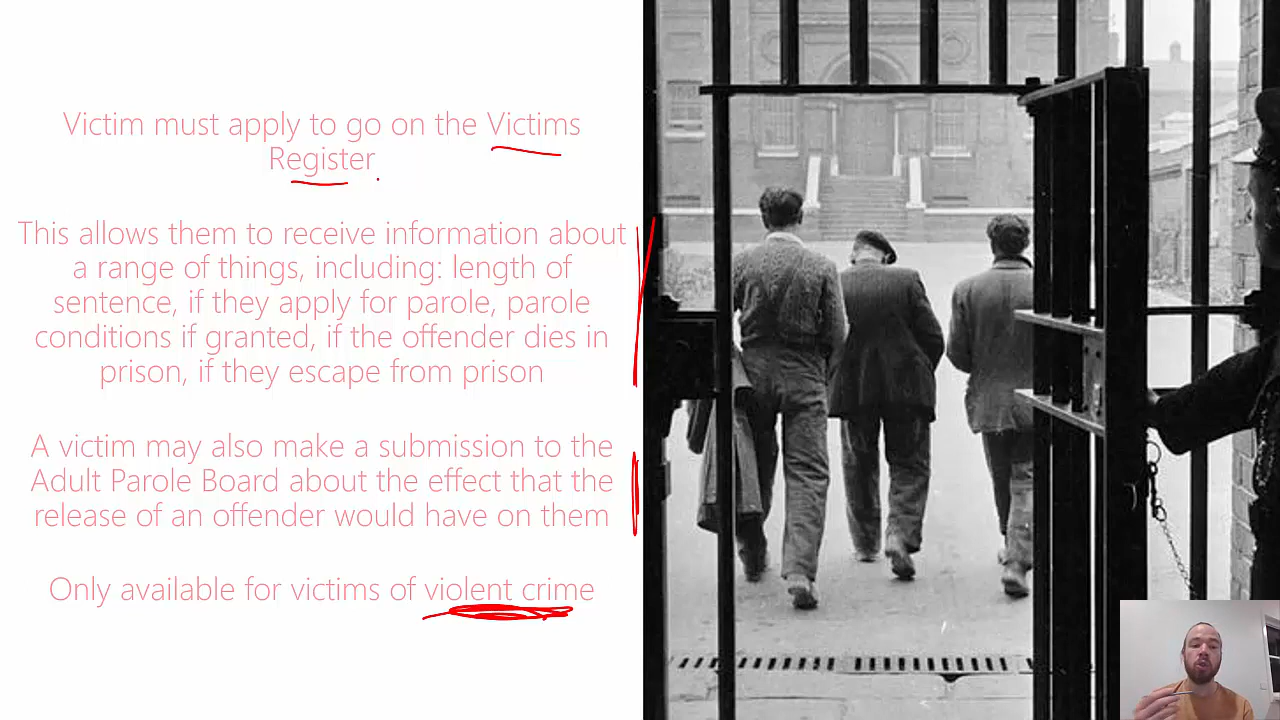 Victim must apply to go on the Victims
Register
This allows them to receive information about
a range of things, including: length of
sentence, if they apply for parole, parole
conditions if granted, if the offender dies in
prison, if they escape from prison
A victim may also make a submission to the
Adult Parole Board about the effect that the
release of an offender would have on them
Only available for victims of violent crime